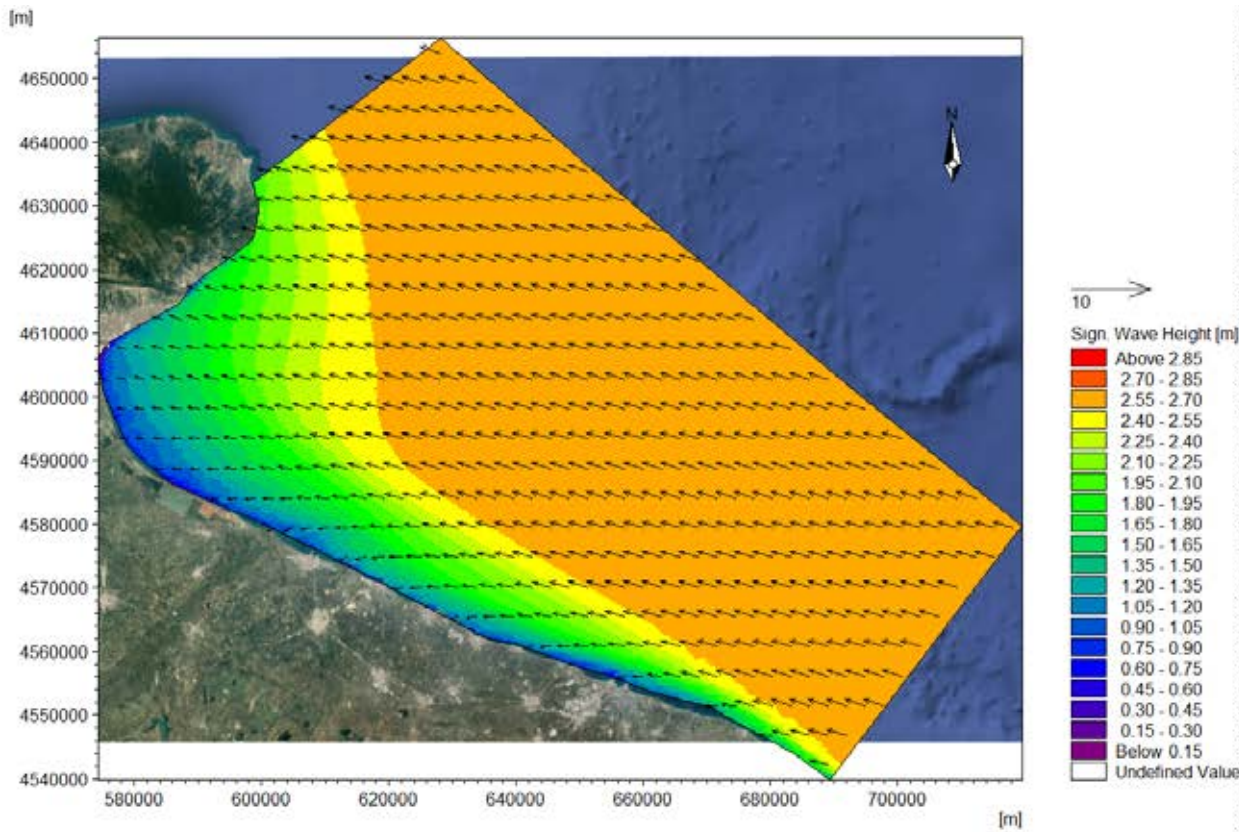 [m]
4650000
4640000
4630000
4620000
4610000
4600000
4590000
4580000
4570000
4560000
4550000
4540000
580000 600000 620000 640000 660000 680000 700000
[m]
N
10
Sign. Wave Height [m]
Above 2.85
2.70 - 2.85
2.55 - 2.70
2.40 - 2.55
2.25 - 2.40
2.10 - 2.25
1.95 - 2.10
1.80 - 1.95
1.65 - 1.80
1.50 - 1.65
1.35 - 1.50
1.20 - 1.35
1.05 - 1.20
0.90 - 1.05
0.75 - 0.90
0.60 - 0.75
0.45 - 0.60
0.30 - 0.45
0.15 - 0.30
Below 0.15
Undefined Value